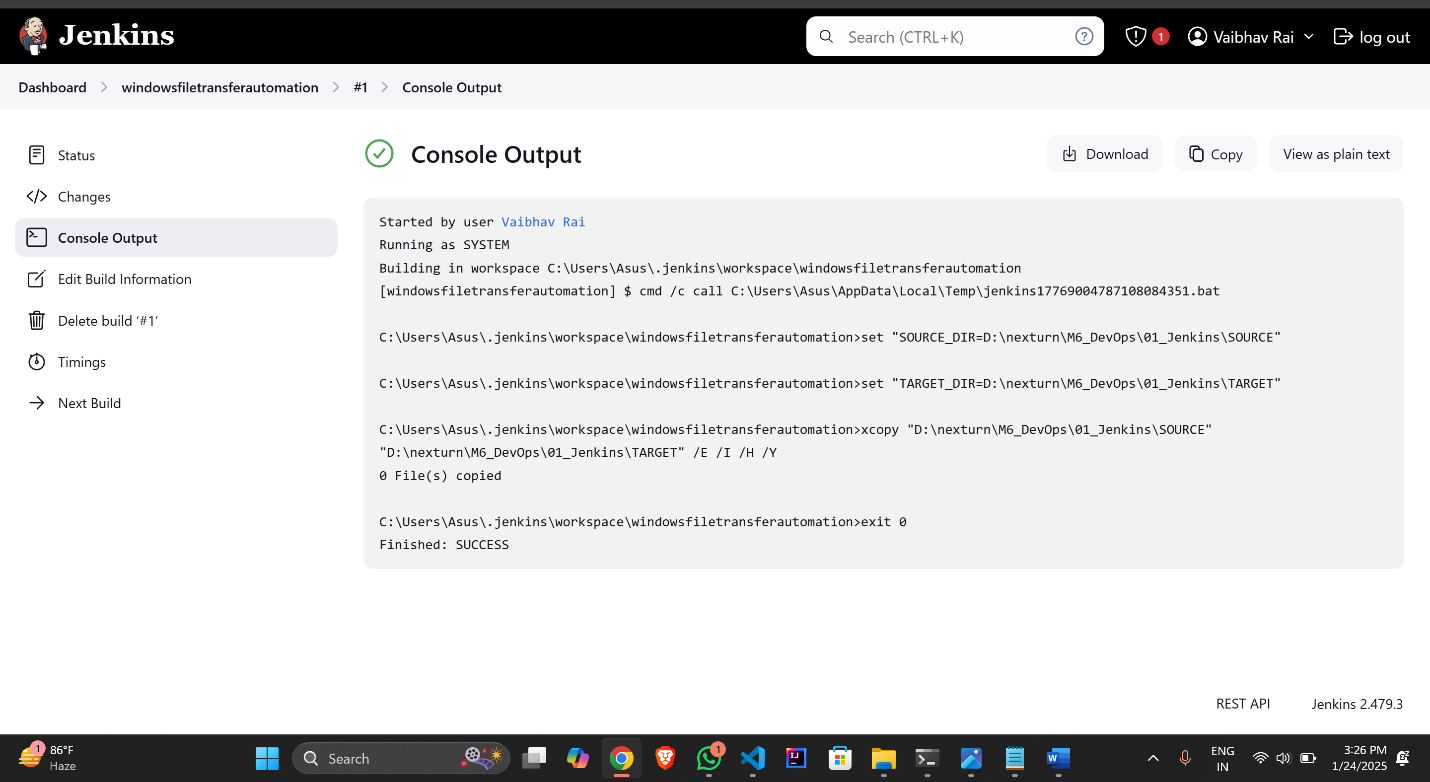 Jenkins
Search (CTRL+K)
?
1
Vaibhav Rai
log out
Dashboard
windowsfiletransferautomation
#1
Console Output
Status
Changes
Console Output
Edit Build Information
Delete build ‘#1’
Timings
Next Build
Console Output
Download
Copy
View as plain text
Started by user Vaibhav Rai
Running as SYSTEM
Building in workspace C:\Users\Asus\.jenkins\workspace\windowsfiletransferautomation
[windowsfiletransferautomation] $ cmd /c call C:\Users\Asus\AppData\Local\Temp\jenkins17769004787108084351.bat
C:\Users\Asus\.jenkins\workspace\windowsfiletransferautomation>set "SOURCE_DIR=D:\nexturn\M6_DevOps\01_Jenkins\SOURCE"
C:\Users\Asus\.jenkins\workspace\windowsfiletransferautomation>set "TARGET_DIR=D:\nexturn\M6_DevOps\01_Jenkins\TARGET"
C:\Users\Asus\.jenkins\workspace\windowsfiletransferautomation>xcopy "D:\nexturn\M6_DevOps\01_Jenkins\SOURCE"
"D:\nexturn\M6_DevOps\01_Jenkins\TARGET" /E /I /H /Y
0 File(s) copied
C:\Users\Asus\.jenkins\workspace\windowsfiletransferautomation>exit 0
Finished: SUCCESS
REST API
Jenkins 2.479.3
1
86°F
Haze
Search
1
ENG
IN
3:26 PM
1/24/2025